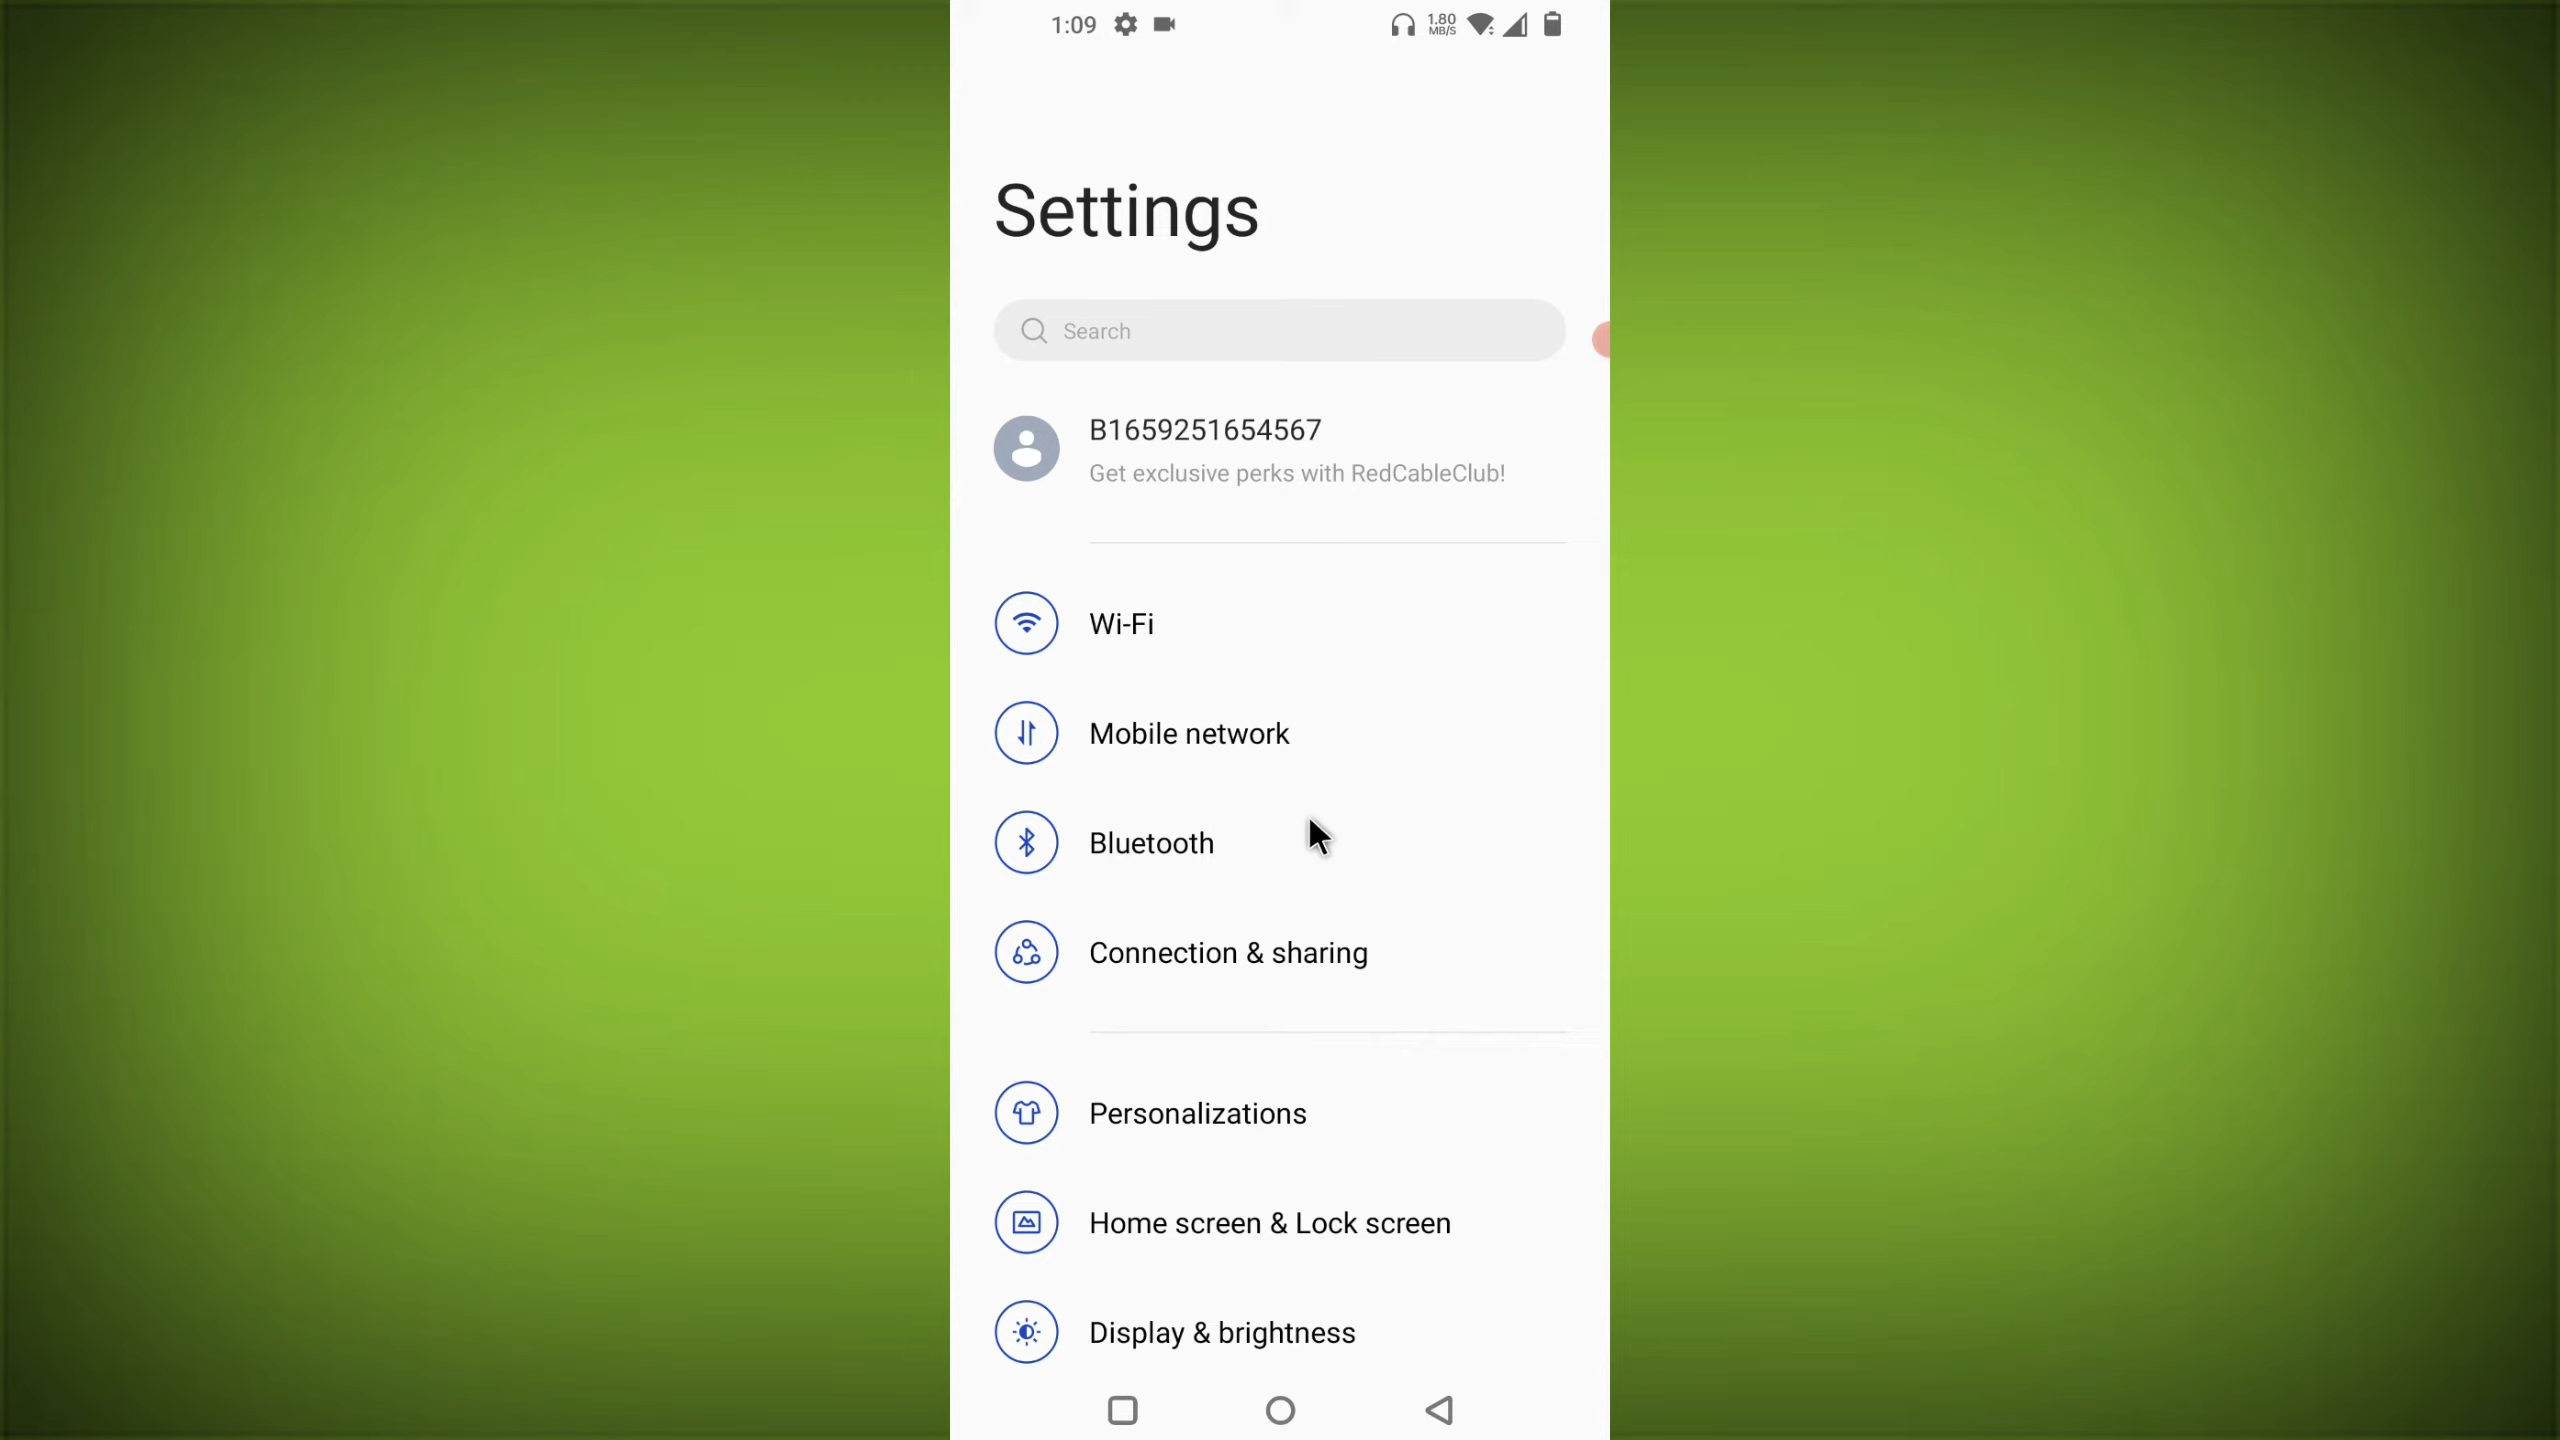 1:09
1.80
MB/S
Settings
Search
B1659251654567
Get exclusive perks with RedCableClub!
Wi-Fi
Mobile network
Bluetooth
Connection & sharing
Personalizations
Home screen & Lock screen
Display & brightness